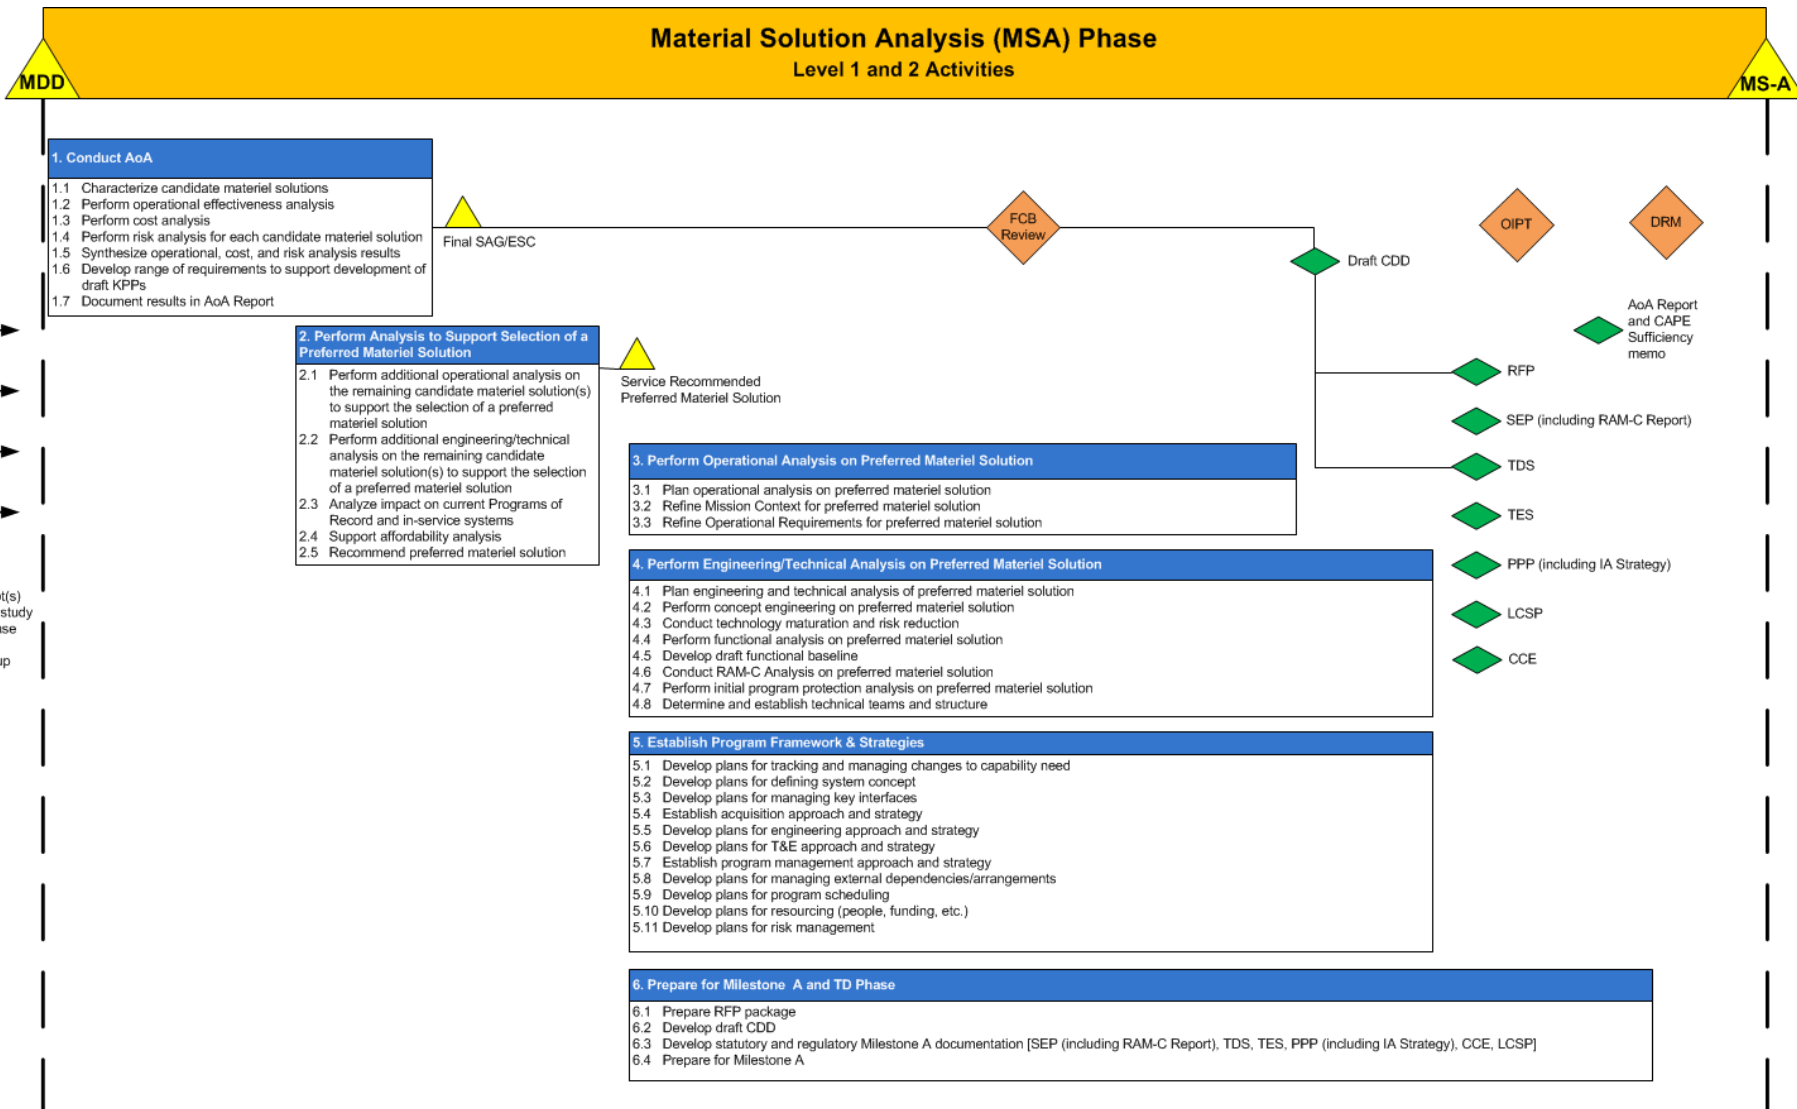 Material Solution Analysis (MSA) Phase
Level 1 and 2 Activities
MDD
MS-A
1. Conduct AoA
1.1 Characterize candidate materiel solutions
1.2 Perform operational effectiveness analysis
1.3 Perform cost analysis
1.4 Perform risk analysis for each candidate materiel solution
1.5 Synthesize operational, cost, and risk analysis results
1.6 Develop range of requirements to support development of
draft KPPs
1.7 Document results in AoA Report
Final SAG/ESC
FCB
Review
OIPT
DRM
Draft CDD
AoA Report
and CAPE
Sufficiency
memo
2. Perform Analysis to Support Selection of a
Preferred Materiel Solution
2.1 Perform additional operational analysis on
the remaining candidate materiel solution(s)
to support the selection of a preferred
materiel solution
2.2 Perform additional engineering/technical
analysis on the remaining candidate
materiel solution(s) to support the selection
of a preferred materiel solution
2.3 Analyze impact on current Programs of
Record and in-service systems
2.4 Support affordability analysis
2.5 Recommend preferred materiel solution
Service Recommended
Preferred Materiel Solution
RFP
SEP (including RAM-C Report)
TDS
TES
PPP (including IA Strategy)
LCSP
CCE
3. Perform Operational Analysis on Preferred Materiel Solution
3.1 Plan operational analysis on preferred materiel solution
3.2 Refine Mission Context for preferred materiel solution
3.3 Refine Operational Requirements for preferred materiel solution
4. Perform Engineering/Technical Analysis on Preferred Materiel Solution
4.1 Plan engineering and technical analysis of preferred materiel solution
4.2 Perform concept engineering on preferred materiel solution
4.3 Conduct technology maturation and risk reduction
4.4 Perform functional analysis on preferred materiel solution
4.5 Develop draft functional baseline
4.6 Conduct RAM-C Analysis on preferred materiel solution
4.7 Perform initial program protection analysis on preferred materiel solution
4.8 Determine and establish technical teams and structure
study
5. Establish Program Framework & Strategies
5.1 Develop plans for tracking and managing changes to capability need
5.2 Develop plans for defining system concept
5.3 Develop plans for managing key interfaces
5.4 Establish acquisition approach and strategy
5.5 Develop plans for engineering approach and strategy
5.6 Develop plans for T&E approach and strategy
5.7 Establish program management approach and strategy
5.8 Develop plans for managing external dependencies/arrangements
5.9 Develop plans for program scheduling
5.10 Develop plans for resourcing (people, funding, etc.)
5.11 Develop plans for risk management
6. Prepare for Milestone A and TD Phase
6.1 Prepare RFP package
6.2 Develop draft CDD
6.3 Develop statutory and regulatory Milestone A documentation [SEP (including RAM-C Report), TDS, TES, PPP (including IA Strategy), CCE, LCSP]
6.4 Prepare for Milestone A